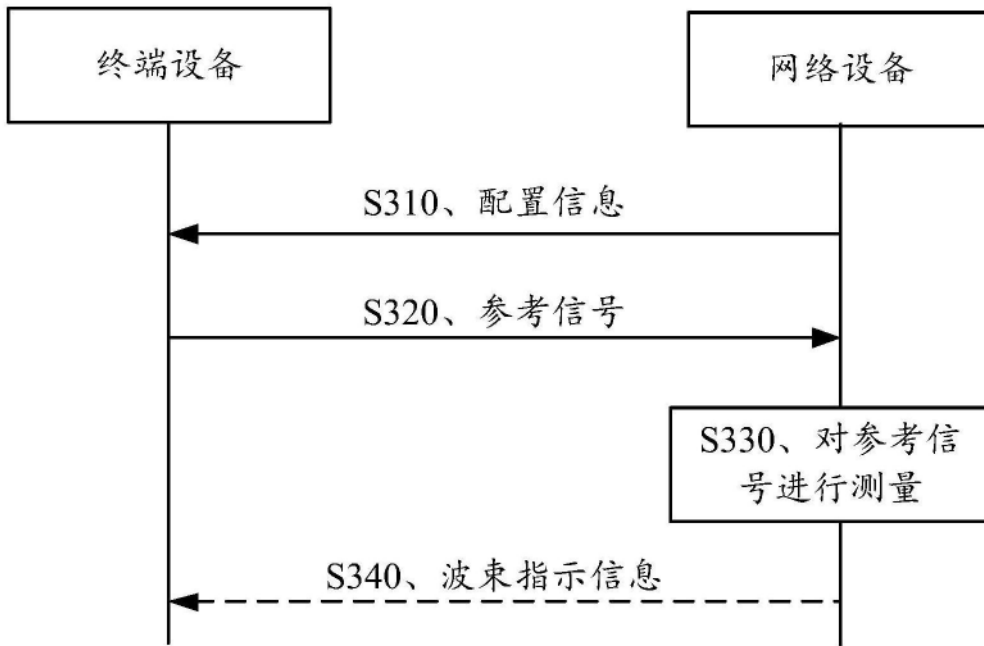 终端设备
网络设备
S310、配置信息
S320、参考信号
S330、对参考信
号进行测量
S340、波束指示信息